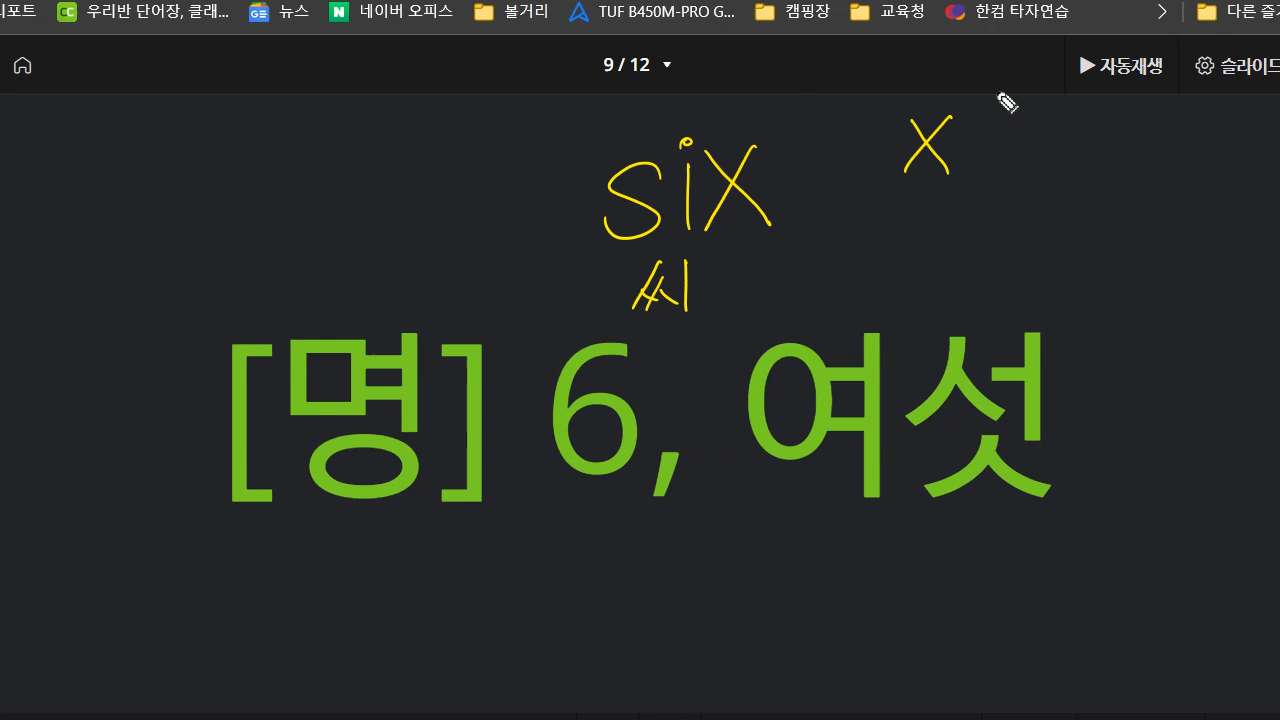 리포트 우리반 단어장, 클래... 뉴스 네이버 오피스 볼거리 TUF B450M-PRO G... 캠핑장 교육청 한컴 타자연습 다른 즐겨
9 / 12 ▶ 자동재생 슬라이드
X
six
씨
[명] 6, 여섯